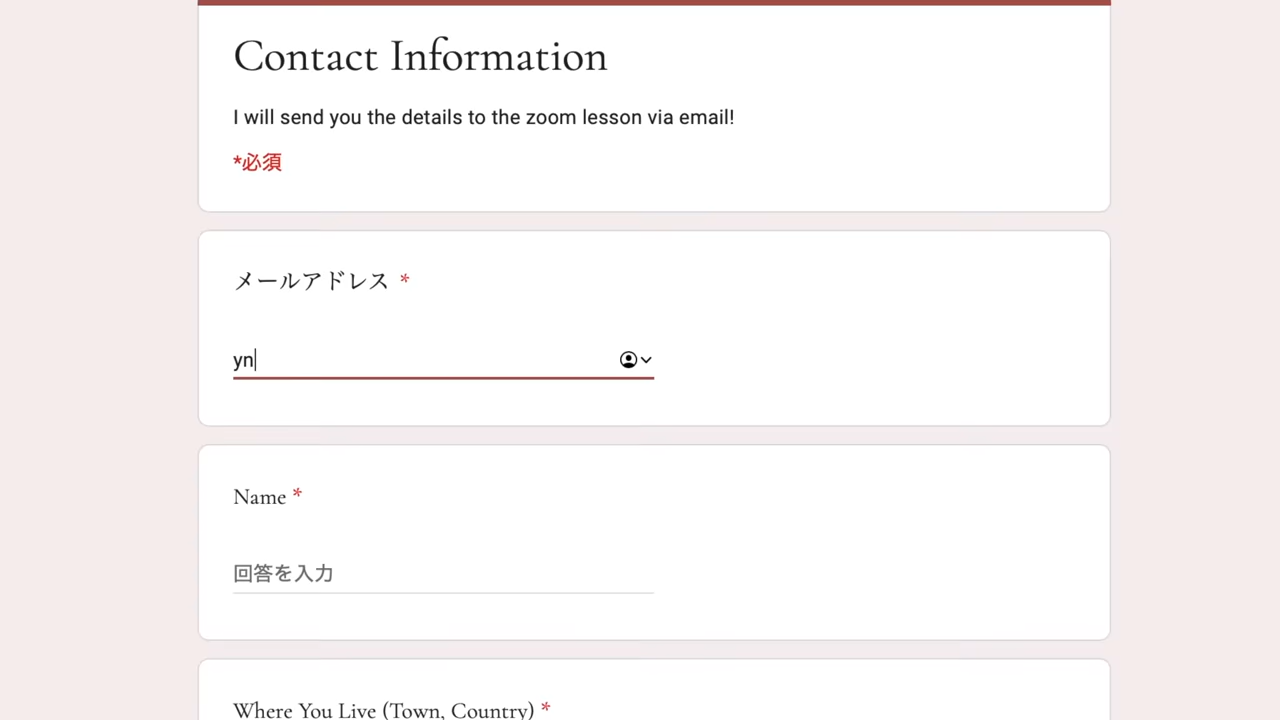 Contact Information
I will send you the details to the zoom lesson via email!
*必須
メールアドレス *
yn
Name *
回答を入力
Where You Live (Town, Country) *